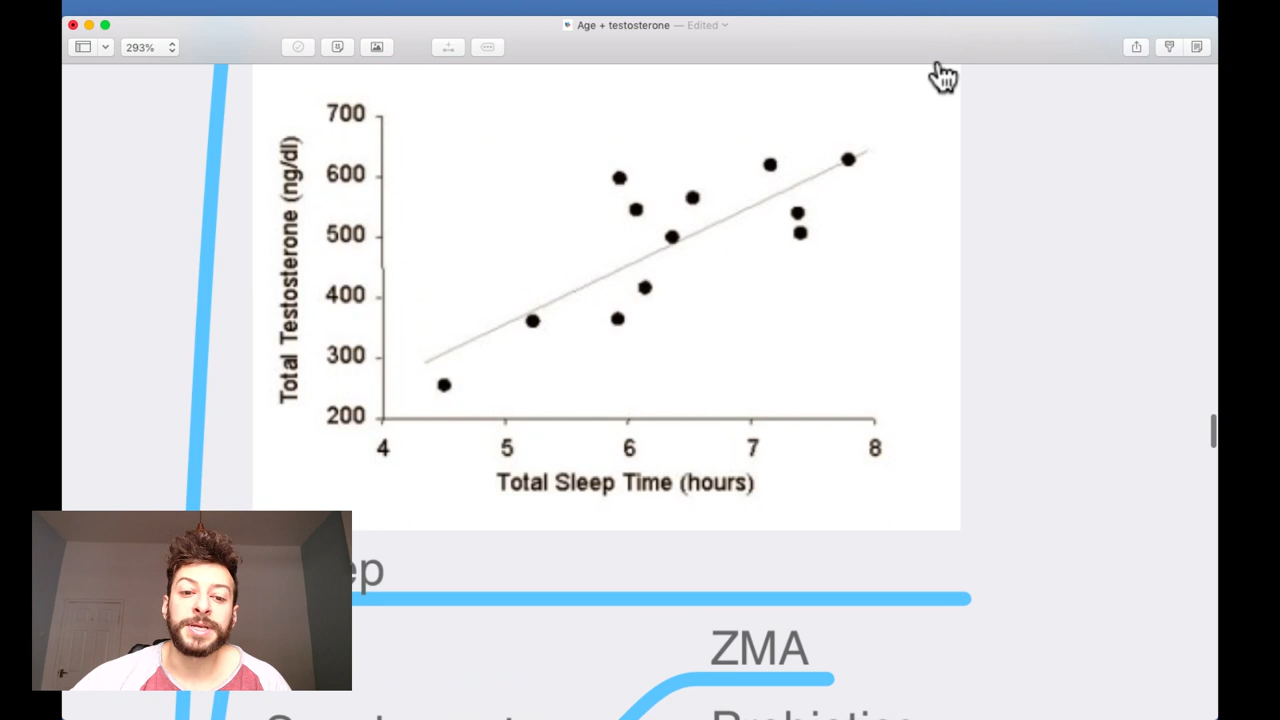 Age + testosterone — Edited
293%
700
600
500
400
300
200
Total Testosterone (ng/dl)
4 5 6 7 8
Total Sleep Time (hours)
ep
ZMA